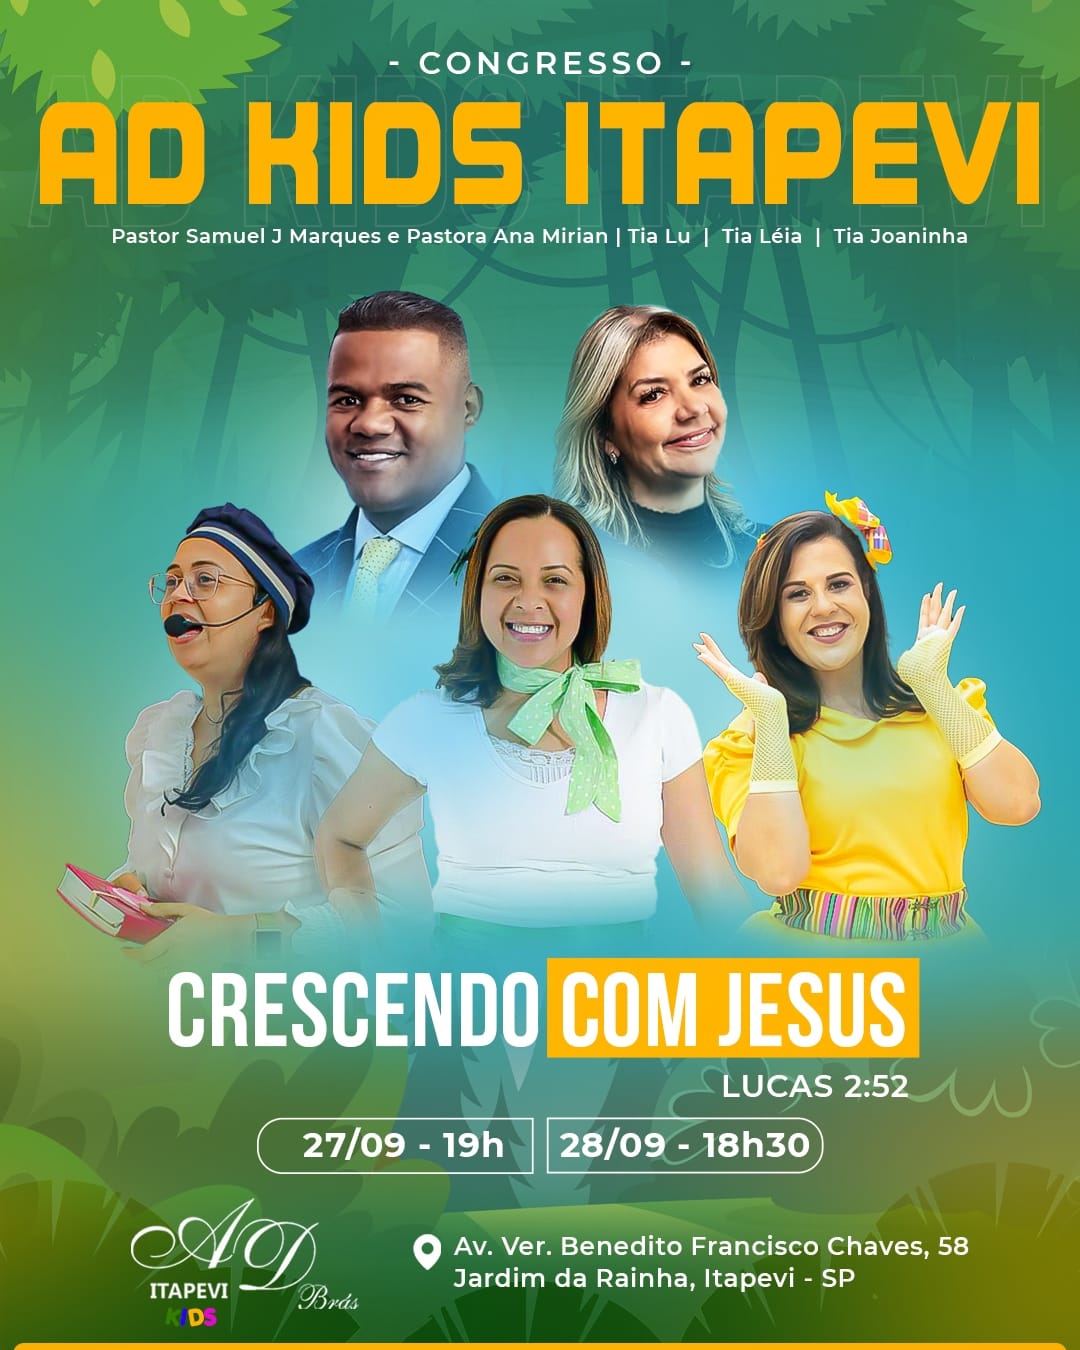 - CONGRESSO -
AD KIDS ITAPEVI
Pastor Samuel J Marques e Pastora Ana Mirian | Tia Lu | Tia Léia | Tia Joaninha
CRESCENDO COM JESUS
LUCAS 2:52
27/09 - 19h
28/09 - 18h30
AD
ITAPEVI
Brás
KIDS
Av. Ver. Benedito Francisco Chaves, 58
Jardim da Rainha, Itapevi - SP